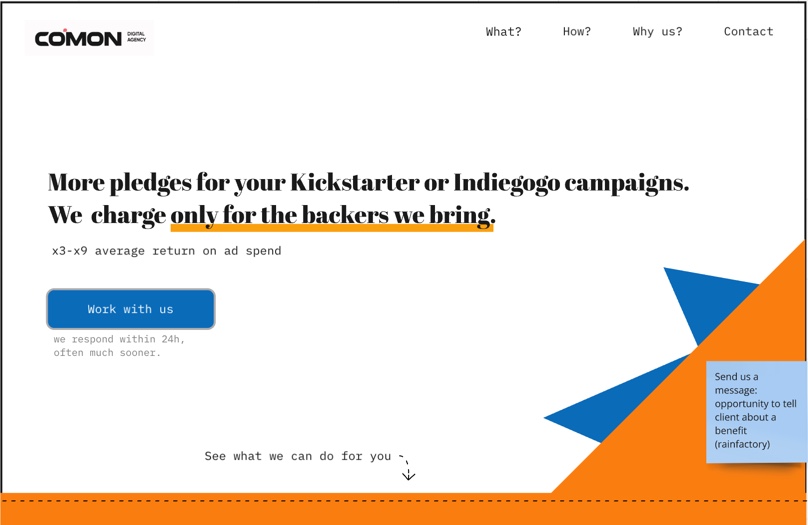 COMON DIGITAL
AGENCY
What? How? Why us? Contact
More pledges for your Kickstarter or Indiegogo campaigns.
We charge only for the backers we bring.
x3-x9 average return on ad spend
Work with us
we respond within 24h,
often much sooner.
Send us a
message:
opportunity to tell
client about a
benefit
(rainfactory)
See what we can do for you